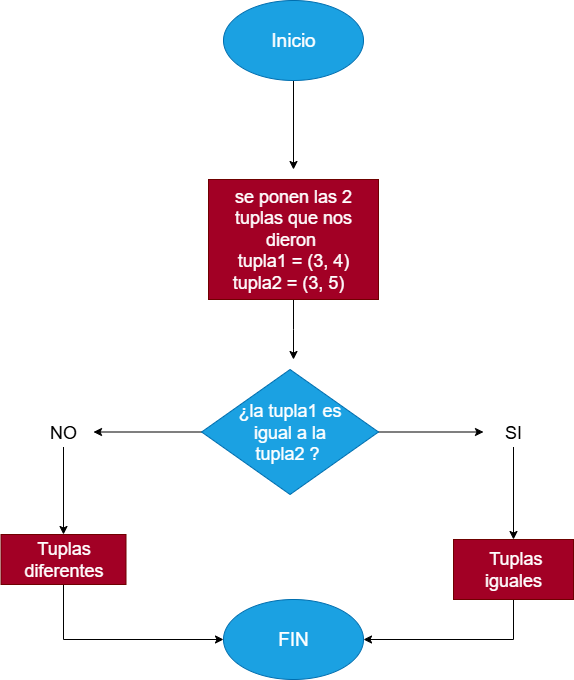 Inicio
se ponen las 2
tuplas que nos
dieron
tupla1 = (3, 4)
tupla2 = (3, 5)
¿la tupla1 es
igual a la
tupla2 ?
NO
SI
Tuplas
diferentes
Tuplas
iguales
FIN